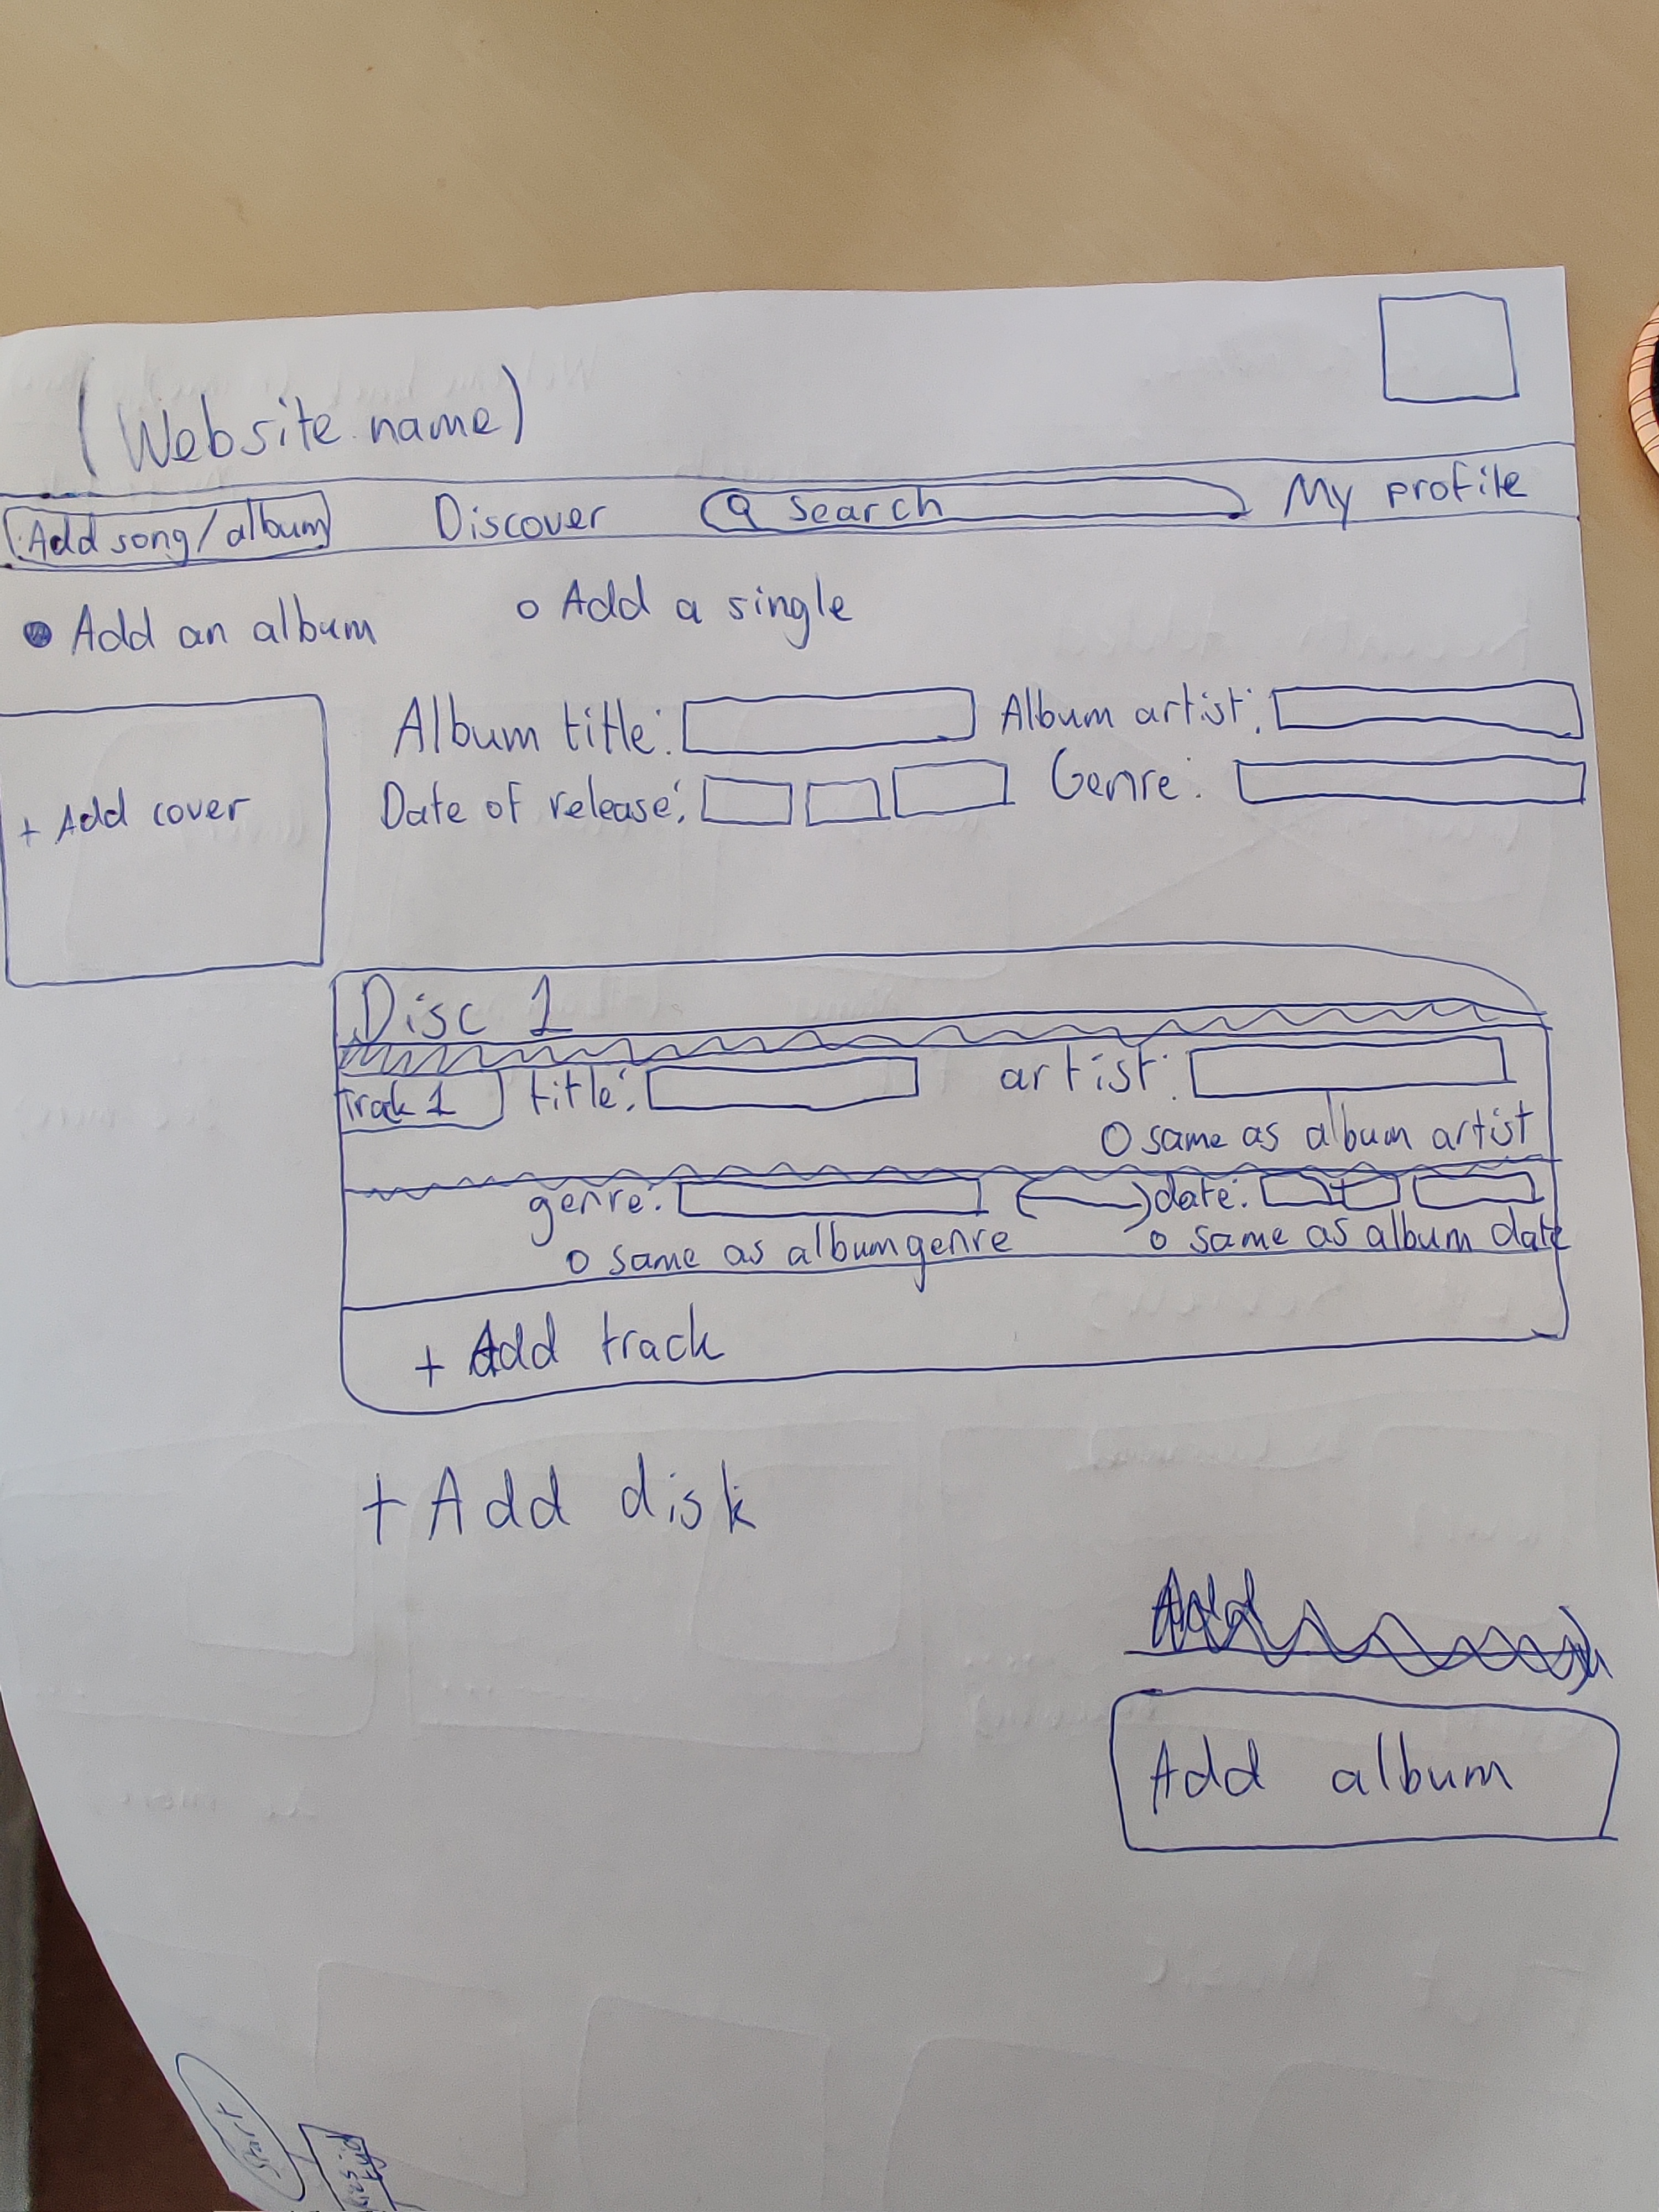 (Website name)
Add song/album Discover search My profile
Add an album Add a single
Album title: Album artist:
+ Add cover Date of release: Genre:
Disc 1
Track 1 title: artist:
same as album artist
genre: date:
same as album genre same as album date
+ Add track
+ Add disk
Add
Add album
start